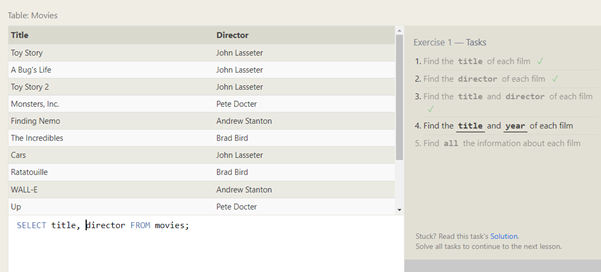 Table: Movies
Title Director
Toy Story John Lasseter
A Bug's Life John Lasseter
Toy Story 2 John Lasseter
Monsters, Inc. Pete Docter
Finding Nemo Andrew Stanton
The Incredibles Brad Bird
Cars John Lasseter
Ratatouille Brad Bird
WALL-E Andrew Stanton
Up Pete Docter
SELECT title, director FROM movies;
Exercise 1 — Tasks
1. Find the title of each film ✓
2. Find the director of each film ✓
3. Find the title and director of each film
✓
4. Find the title and year of each film
5. Find all the information about each film
Stuck? Read this task's Solution.
Solve all tasks to continue to the next lesson.